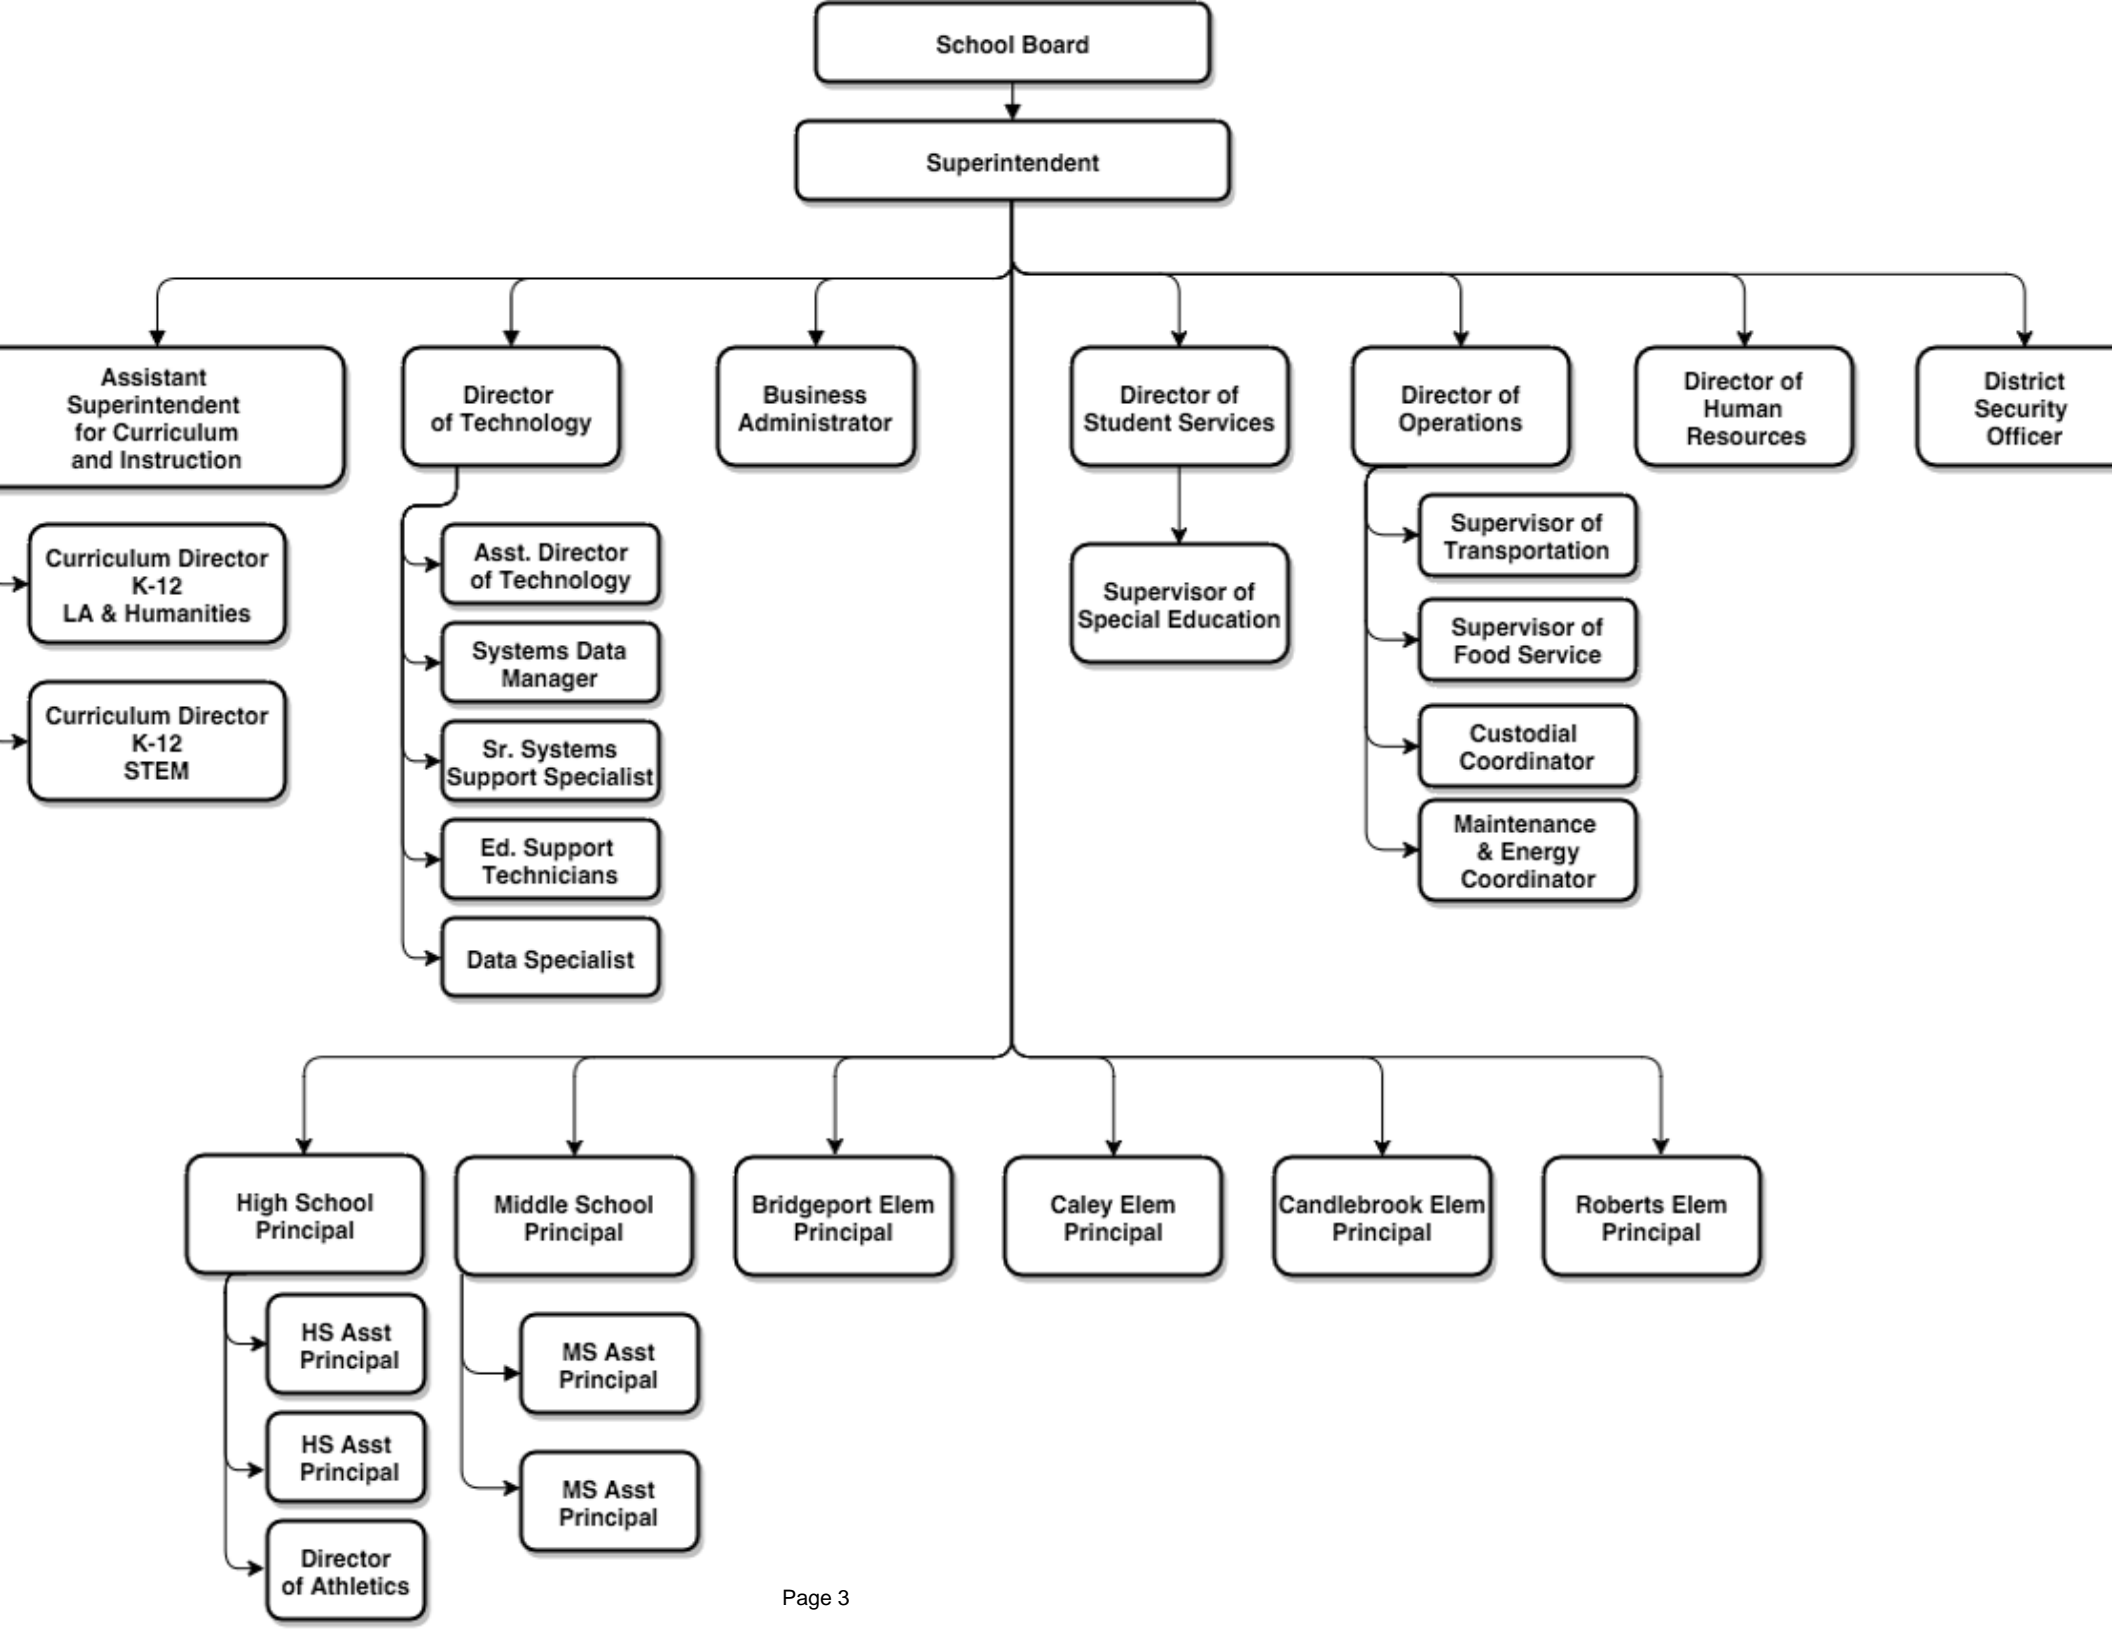 School Board
Superintendent
Assistant
Superintendent
for Curriculum
and Instruction
Director
of Technology
Business
Administrator
Director of
Student Services
Director of
Operations
Director of
Human
Resources
District
Security
Officer
Curriculum Director
K-12
LA & Humanities
Curriculum Director
K-12
STEM
Asst. Director
of Technology
Systems Data
Manager
Sr. Systems
Support Specialist
Ed. Support
Technicians
Data Specialist
Supervisor of
Special Education
Supervisor of
Transportation
Supervisor of
Food Service
Custodial
Coordinator
Maintenance
& Energy
Coordinator
High School
Principal
Middle School
Principal
Bridgeport Elem
Principal
Caley Elem
Principal
Candlebrook Elem
Principal
Roberts Elem
Principal
HS Asst
Principal
HS Asst
Principal
Director
of Athletics
MS Asst
Principal
MS Asst
Principal
Page 3